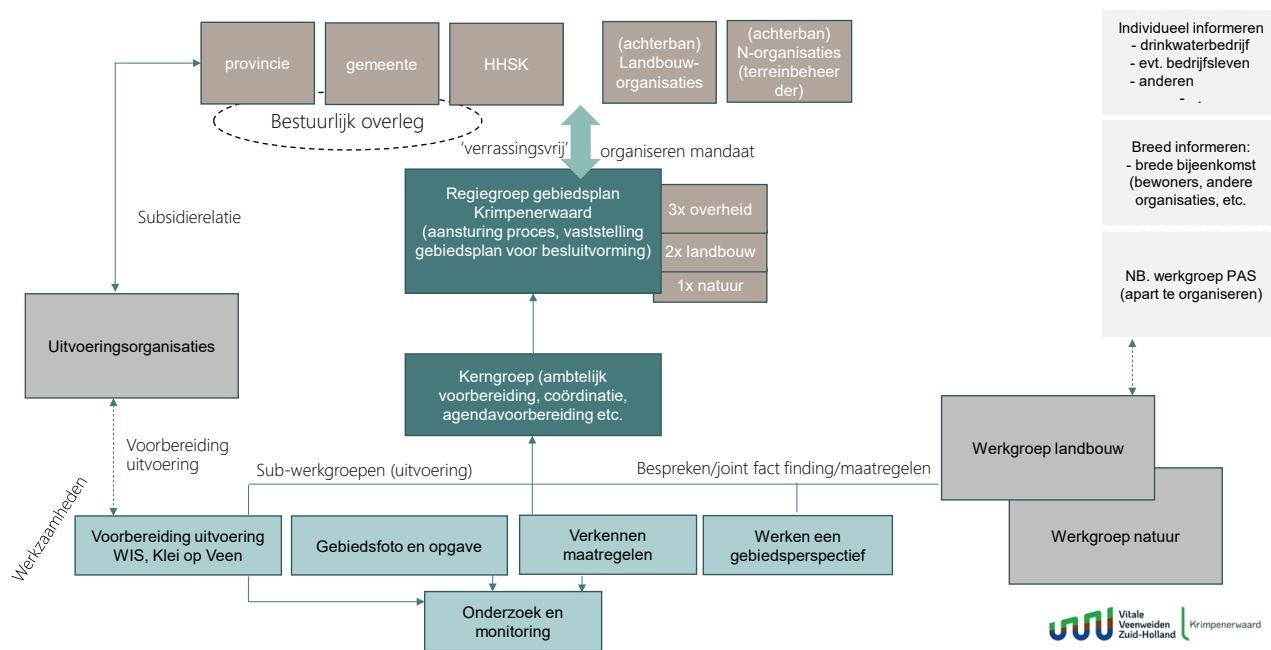 provincie
gemeente
HHSK
(achterban)
Landbouw-
organisaties
(achterban)
N-organisaties
(terreinbeheer
der)
Individueel informeren
- drinkwaterbedrijf
- evt. bedrijfsleven
- anderen
- .
Bestuurlijk overleg
'verrassingsvrij'
organiseren mandaat
Breed informeren:
- brede bijeenkomst
(bewoners, andere
organisaties, etc.
Subsidierelatie
Regiegroep gebiedsplan
Krimpenerwaard
(aansturing proces, vaststelling
gebiedsplan voor besluitvorming)
3x overheid
2x landbouw
1x natuur
NB. werkgroep PAS
(apart te organiseren)
Uitvoeringsorganisaties
Kerngroep (ambtelijk
voorbereiding, coördinatie,
agendavoorbereiding etc.
Voorbereiding
uitvoering
Sub-werkgroepen (uitvoering)
Bespreken/joint fact finding/maatregelen
Werkgroep landbouw
Werkgroep natuur
Werkzaamheden
Voorbereiding uitvoering
WIS, Klei op Veen
Gebiedsfoto en opgave
Verkennen
maatregelen
Werken een
gebiedsperspectief
Onderzoek en
monitoring
Vitale
Veenweiden
Zuid-Holland
Krimpenerwaard